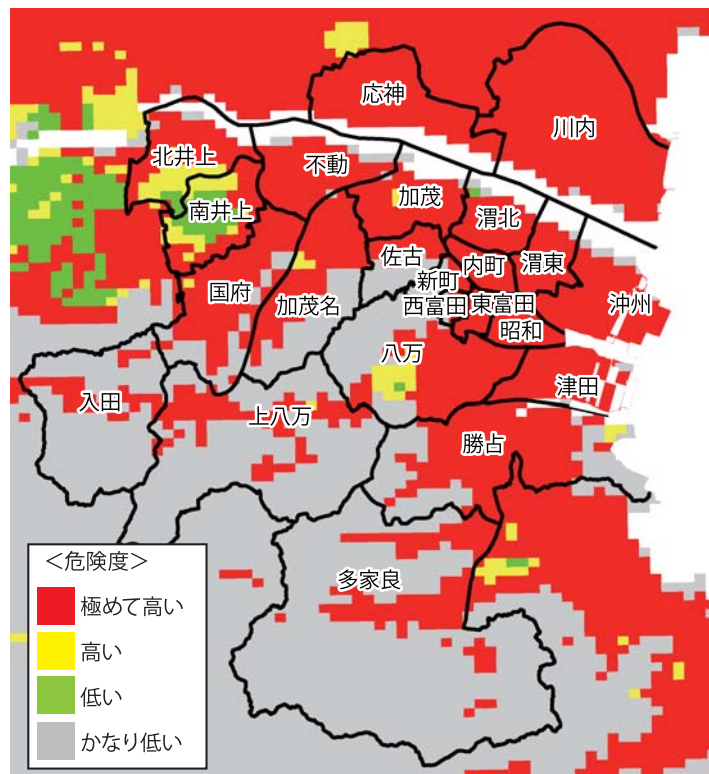 応神
川内
北井上
不動
加茂
渭北
南井上
佐古
内町
渭東
新町
国府
加茂名
西富田
東富田
沖州
昭和
八万
津田
入田
上八万
勝占
多家良
＜危険度＞
極めて高い
高い
低い
かなり低い